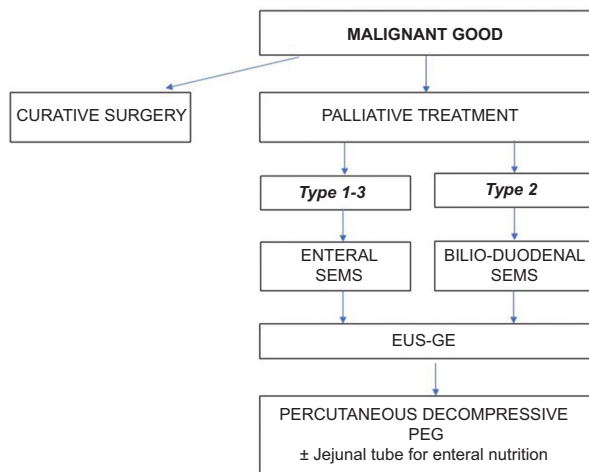 MALIGNANT GOOD
CURATIVE SURGERY
PALLIATIVE TREATMENT
Type 1-3
Type 2
ENTERAL
SEMS
BILIO-DUODENAL
SEMS
EUS-GE
PERCUTANEOUS DECOMPRESSIVE
PEG
± Jejunal tube for enteral nutrition